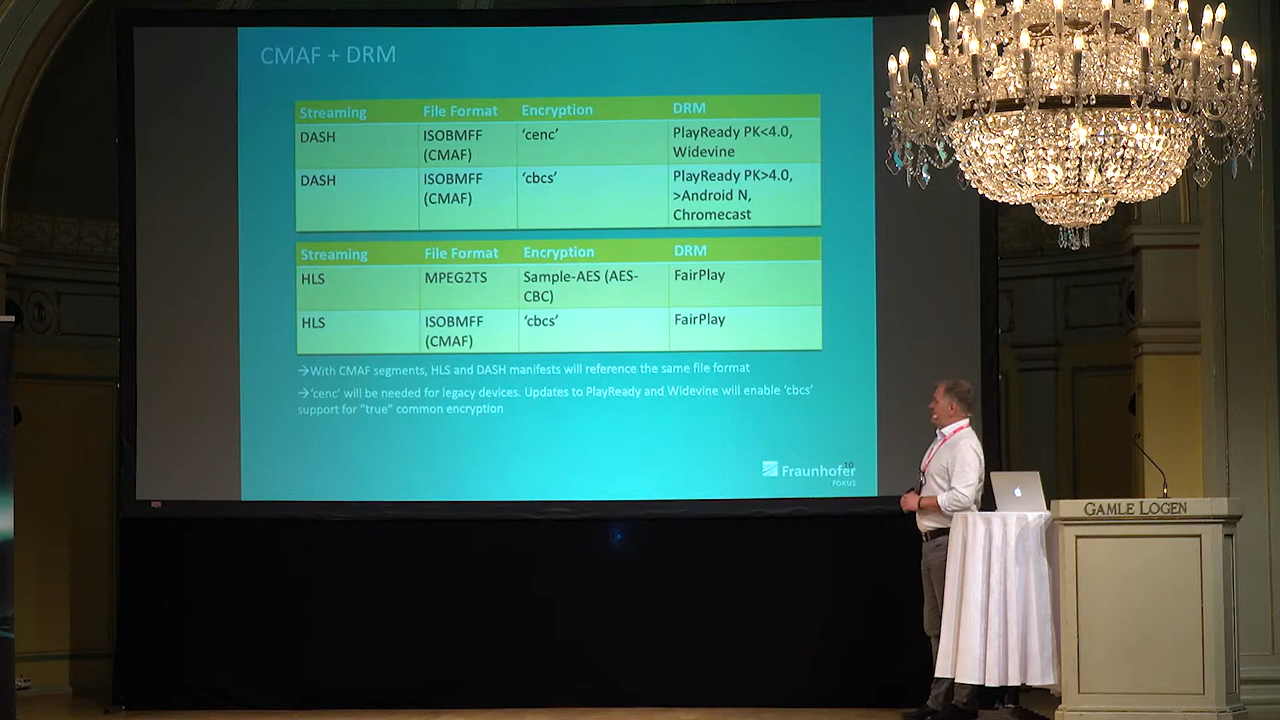 CMAF + DRM
Streaming File Format Encryption DRM
DASH ISOBMFF (CMAF) ‘cenc’ PlayReady PK<4.0, Widevine
DASH ISOBMFF (CMAF) ‘cbcs’ PlayReady PK>4.0, >Android N, Chromecast
Streaming File Format Encryption DRM
HLS MPEG2TS Sample-AES (AES-CBC) FairPlay
HLS ISOBMFF (CMAF) ‘cbcs’ FairPlay
→With CMAF segments, HLS and DASH manifests will reference the same file format
→‘cenc’ will be needed for legacy devices. Updates to PlayReady and Widevine will enable ‘cbcs’
support for “true” common encryption
10
Fraunhofer
FOKUS
GAMLE LOGEN